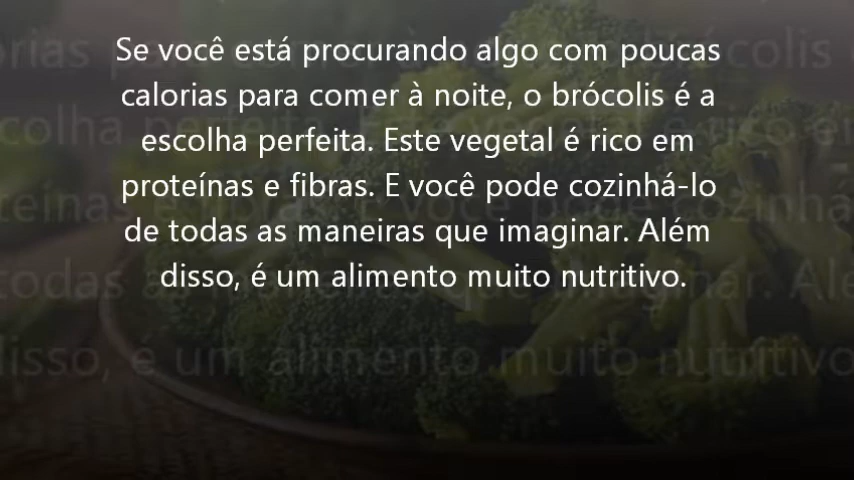 Se você está procurando algo com poucas
calorias para comer à noite, o brócolis é a
escolha perfeita. Este vegetal é rico em
proteínas e fibras. E você pode cozinhá-lo
de todas as maneiras que imaginar. Além
disso, é um alimento muito nutritivo.